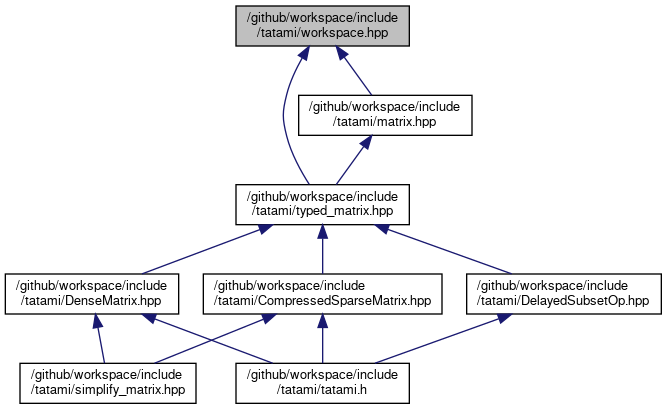 /github/workspace/include
/tatami/workspace.hpp
/github/workspace/include
/tatami/matrix.hpp
/github/workspace/include
/tatami/typed_matrix.hpp
/github/workspace/include
/tatami/DenseMatrix.hpp
/github/workspace/include
/tatami/CompressedSparseMatrix.hpp
/github/workspace/include
/tatami/DelayedSubsetOp.hpp
/github/workspace/include
/tatami/simplify_matrix.hpp
/github/workspace/include
/tatami/tatami.h